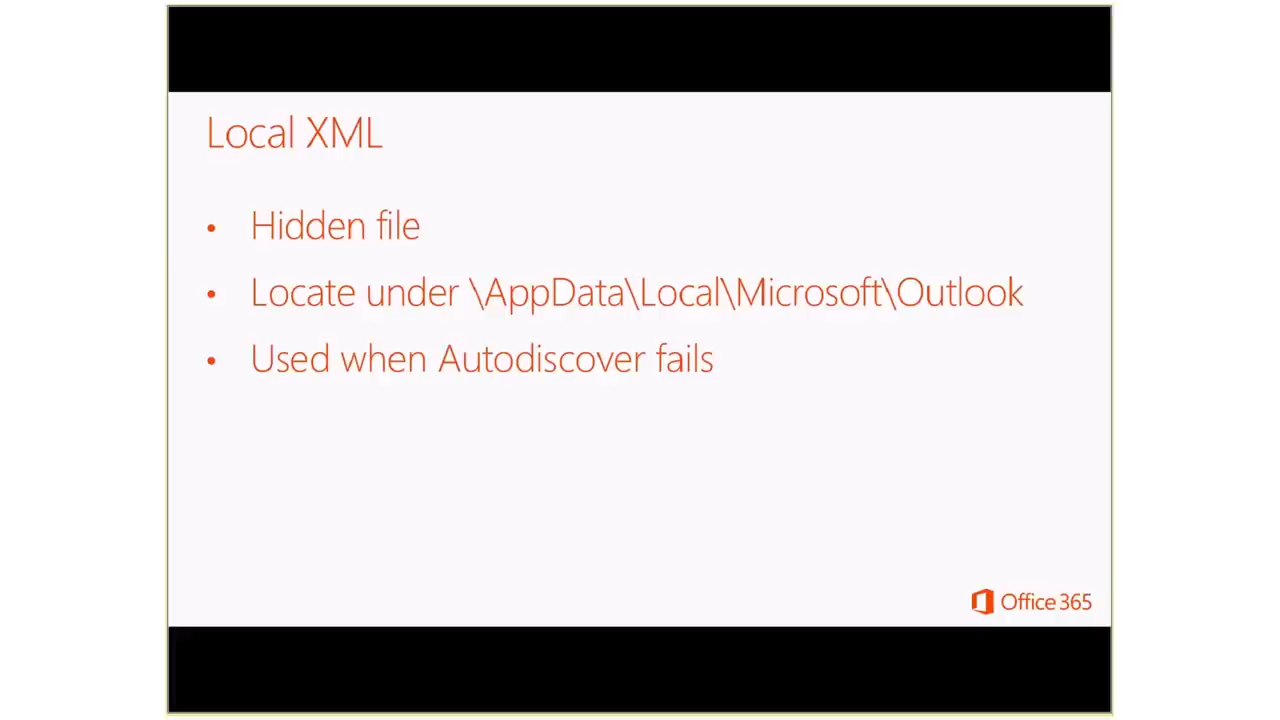 Local XML
• Hidden file
• Locate under \AppData\Local\Microsoft\Outlook
• Used when Autodiscover fails
Office 365